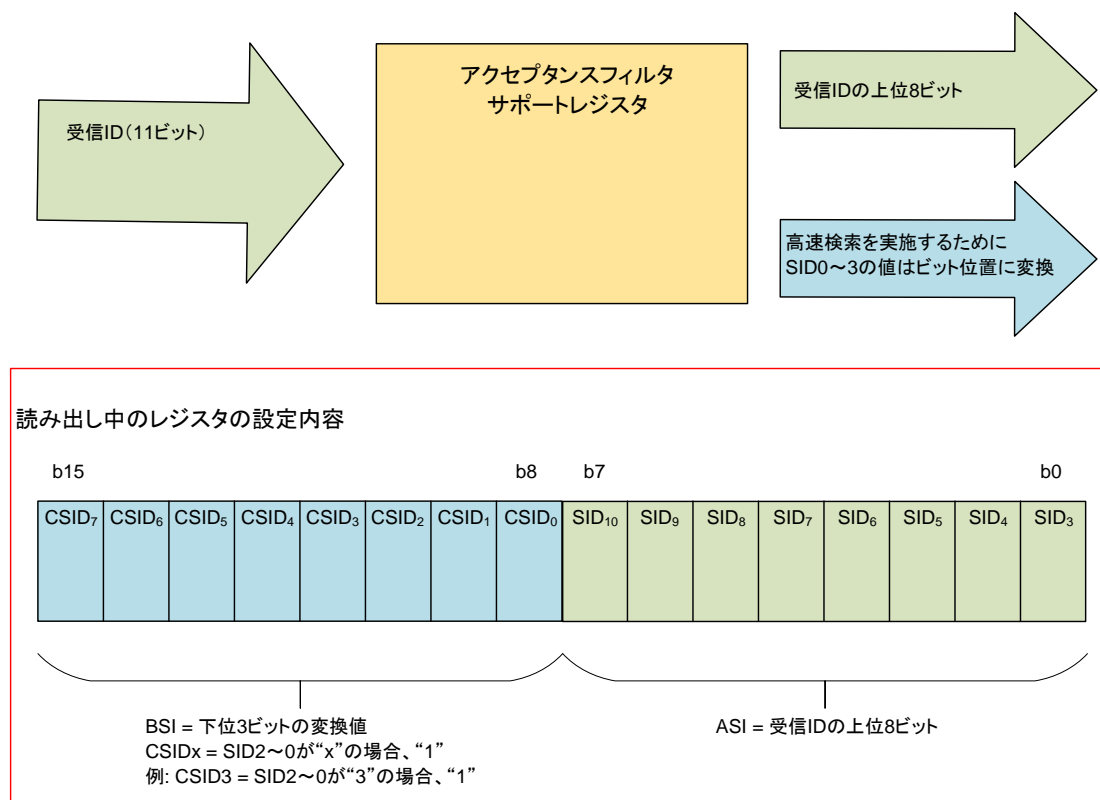 受信ID（11ビット）
アクセプタンスフィルタ
サポートレジスタ
受信IDの上位8ビット
高速検索を実施するために
SID0～3の値はビット位置に変換
読み出し中のレジスタの設定内容
b15 b8 b7 b0
CSID₇ CSID₆ CSID₅ CSID₄ CSID₃ CSID₂ CSID₁ CSID₀ SID₁₀ SID₉ SID₈ SID₇ SID₆ SID₅ SID₄ SID₃
BSI = 下位3ビットの変換値
CSIDx = SID2～0が“x”の場合、“1”
例: CSID3 = SID2～0が“3”の場合、“1”
ASI = 受信IDの上位8ビット